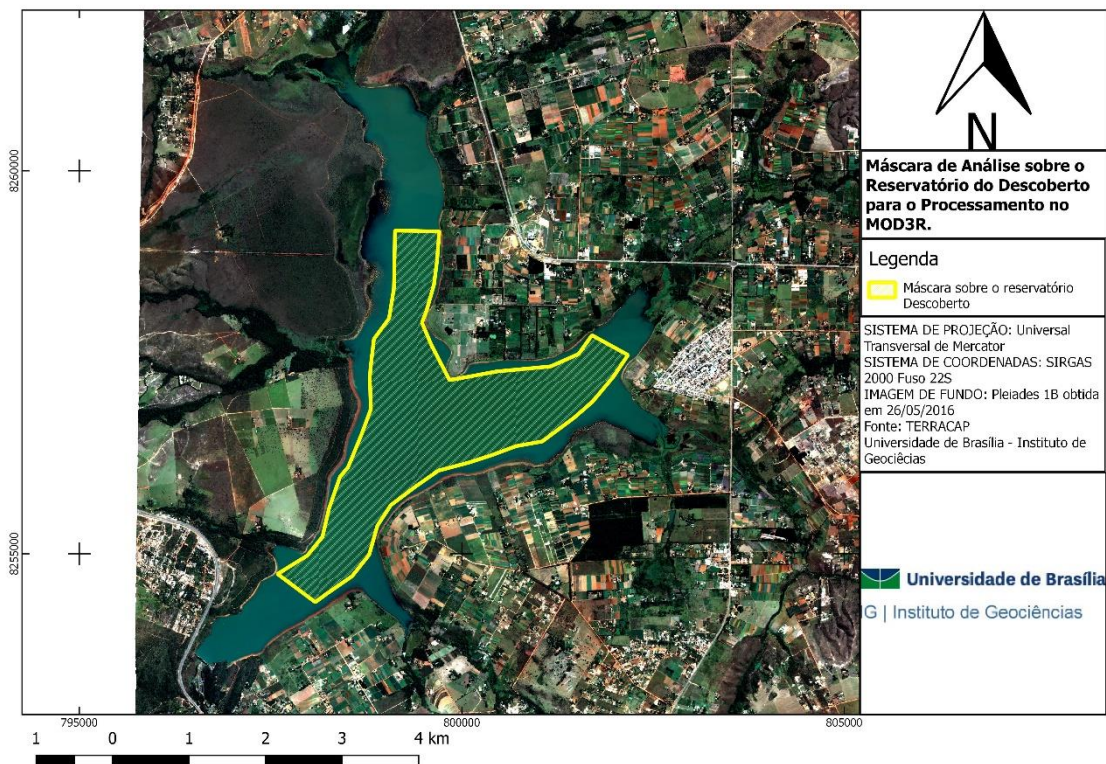 8260000
8255000
795000
800000
805000
1 0 1 2 3 4 km
N
Máscara de Análise sobre o
Reservatório do Descoberto
para o Processamento no
MOD3R.
Legenda
Máscara sobre o reservatório
Descoberto
SISTEMA DE PROJEÇÃO: Universal
Transversal de Mercator
SISTEMA DE COORDENADAS: SIRGAS
2000 Fuso 22S
IMAGEM DE FUNDO: Pleiades 1B obtida
em 26/05/2016
Fonte: TERRACAP
Universidade de Brasília - Instituto de
Geociêcias
Universidade de Brasília
IG | Instituto de Geociências